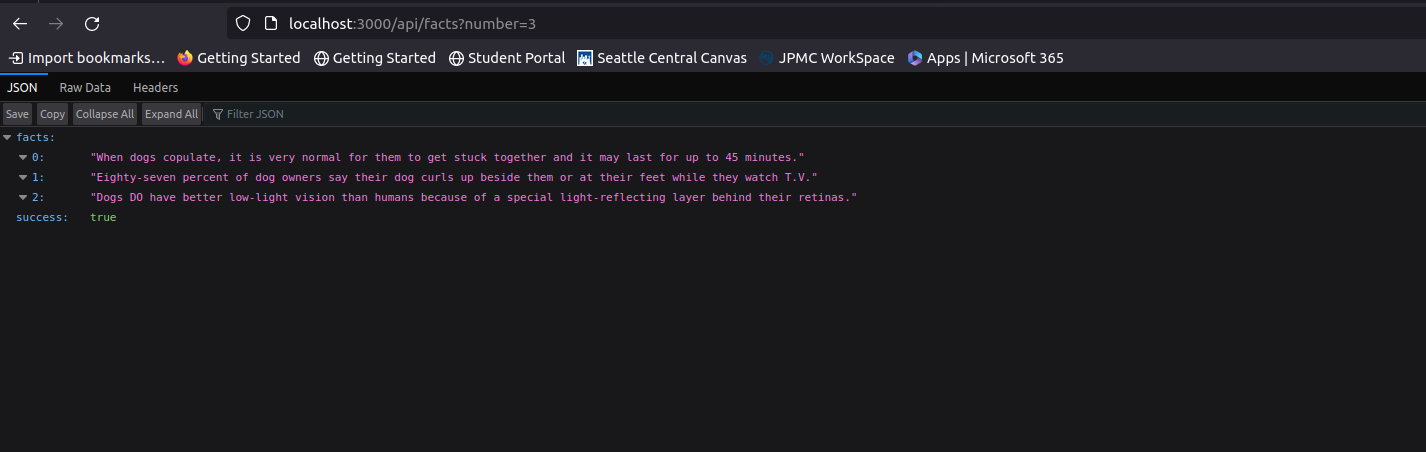 localhost:3000/api/facts?number=3
Import bookmarks... Getting Started Getting Started Student Portal Seattle Central Canvas JPMC WorkSpace Apps | Microsoft 365
JSON Raw Data Headers
Save Copy Collapse All Expand All Filter JSON
facts:
0: "When dogs copulate, it is very normal for them to get stuck together and it may last for up to 45 minutes."
1: "Eighty-seven percent of dog owners say their dog curls up beside them or at their feet while they watch T.V."
2: "Dogs DO have better low-light vision than humans because of a special light-reflecting layer behind their retinas."
success: true